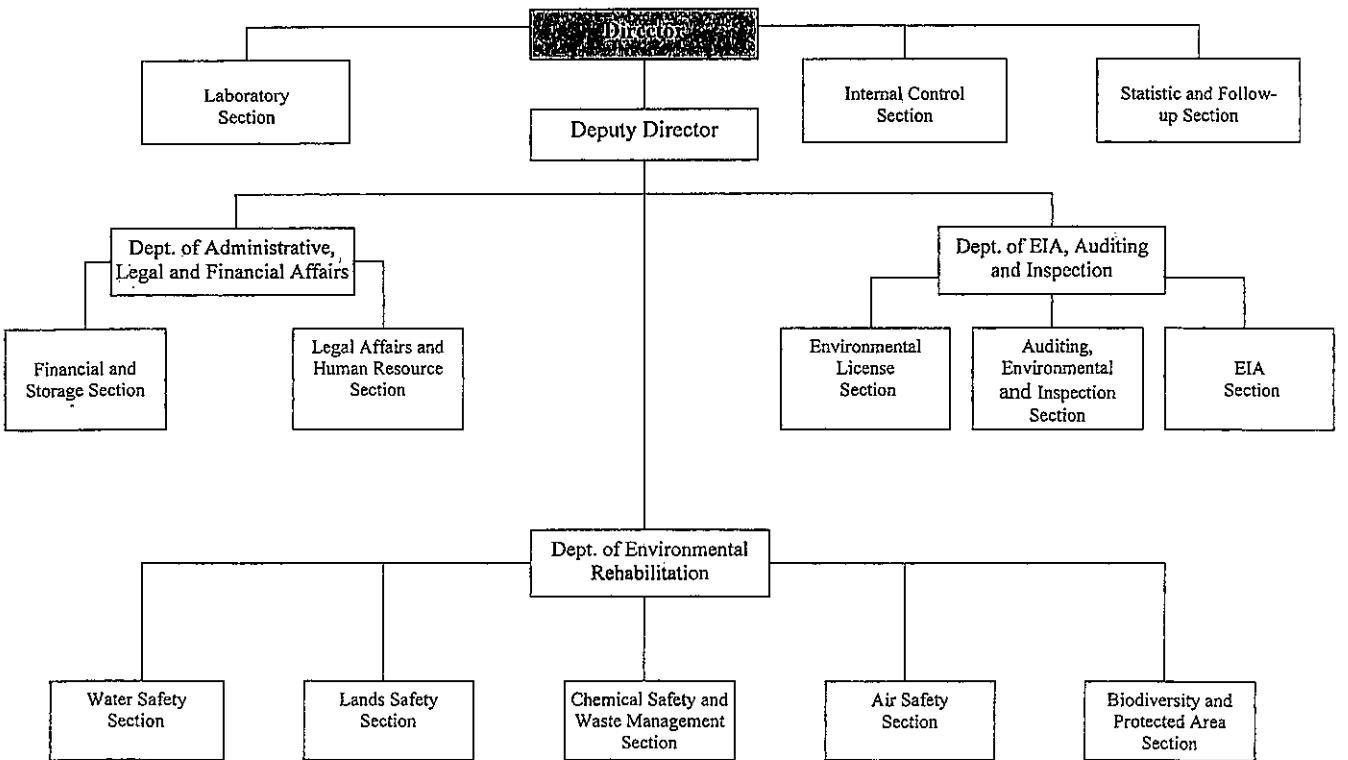 Director
Laboratory
Section
Internal Control
Section
Statistic and Follow-
up Section
Deputy Director
Dept. of Administrative,
Legal and Financial Affairs
Dept. of EIA, Auditing
and Inspection
Financial and
Storage Section
Legal Affairs and
Human Resource
Section
Environmental
License
Section
Auditing,
Environmental
and Inspection
Section
EIA
Section
Dept. of Environmental
Rehabilitation
Water Safety
Section
Lands Safety
Section
Chemical Safety and
Waste Management
Section
Air Safety
Section
Biodiversity and
Protected Area
Section